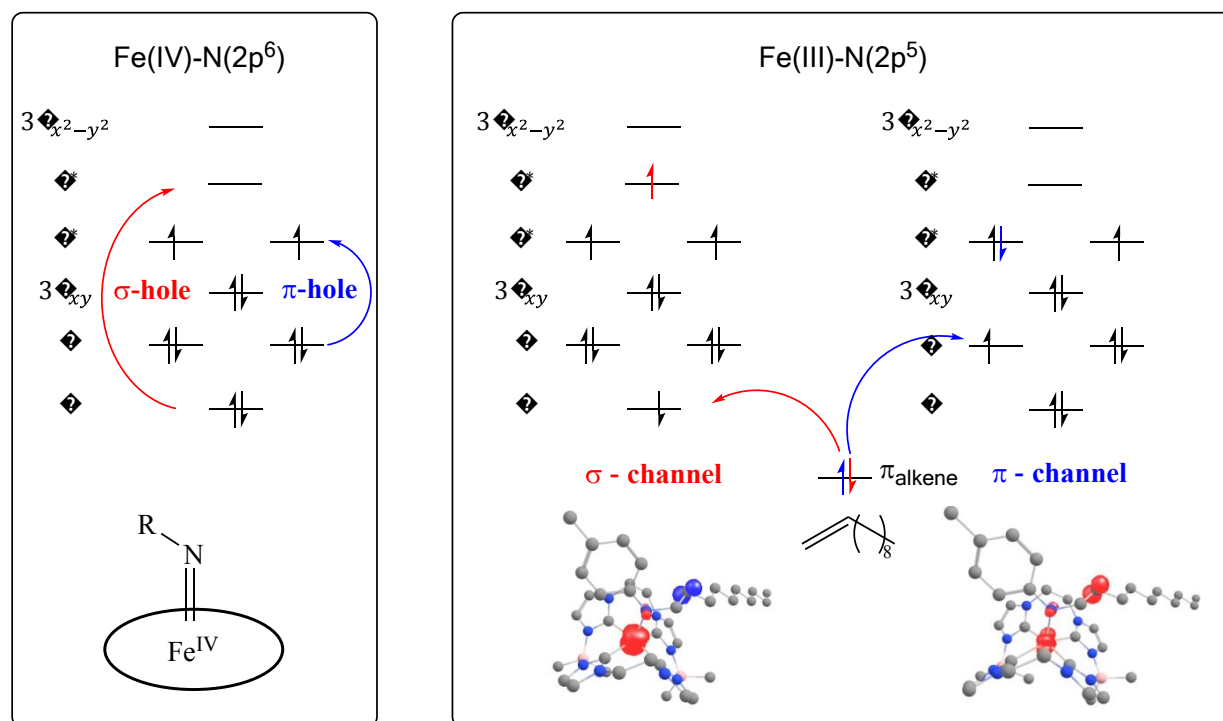 Fe(IV)-N(2p⁶)
3�x²−y²
�*
�*
σ-hole
π-hole
3�xy
�
�
R
N
Feᴵⱽ
Fe(III)-N(2p⁵)
3�x²−y²
�*
�*
3�xy
�
�
3�x²−y²
�*
�*
3�xy
�
�
σ - channel
πalkene
π - channel
8